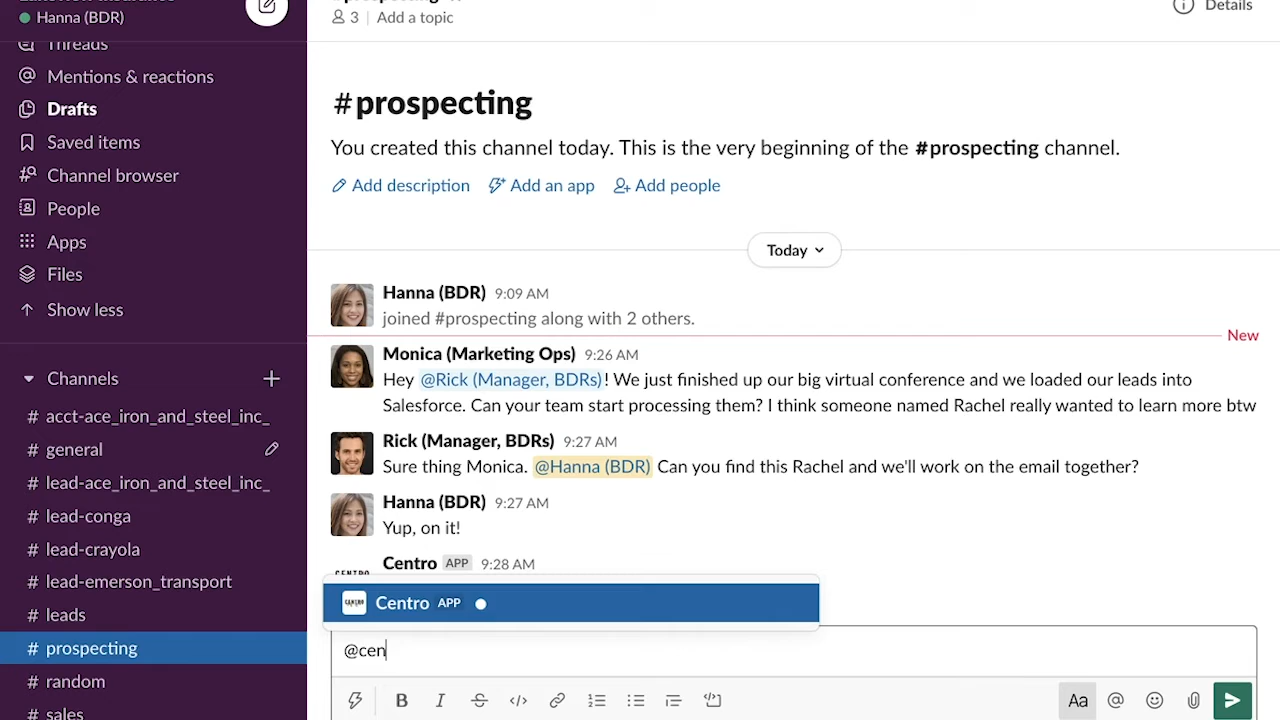 Hanna (BDR)
Threads
Mentions & reactions
Drafts
Saved items
Channel browser
People
Apps
Files
Show less
Channels
# acct-ace_iron_and_steel_inc_
# general
# lead-ace_iron_and_steel_inc_
# lead-conga
# lead-crayola
# lead-emerson_transport
# leads
# prospecting
# random
# sales
3 | Add a topic
Details
#prospecting
You created this channel today. This is the very beginning of the #prospecting channel.
Add description Add an app Add people
Today
Hanna (BDR) 9:09 AM
joined #prospecting along with 2 others.
New
Monica (Marketing Ops) 9:26 AM
Hey @Rick (Manager, BDRs)! We just finished up our big virtual conference and we loaded our leads into
Salesforce. Can your team start processing them? I think someone named Rachel really wanted to learn more btw
Rick (Manager, BDRs) 9:27 AM
Sure thing Monica. @Hanna (BDR) Can you find this Rachel and we'll work on the email together?
Hanna (BDR) 9:27 AM
Yup, on it!
Centro APP 9:28 AM
CENTRO Centro APP
@cen
B I S </> Aa @